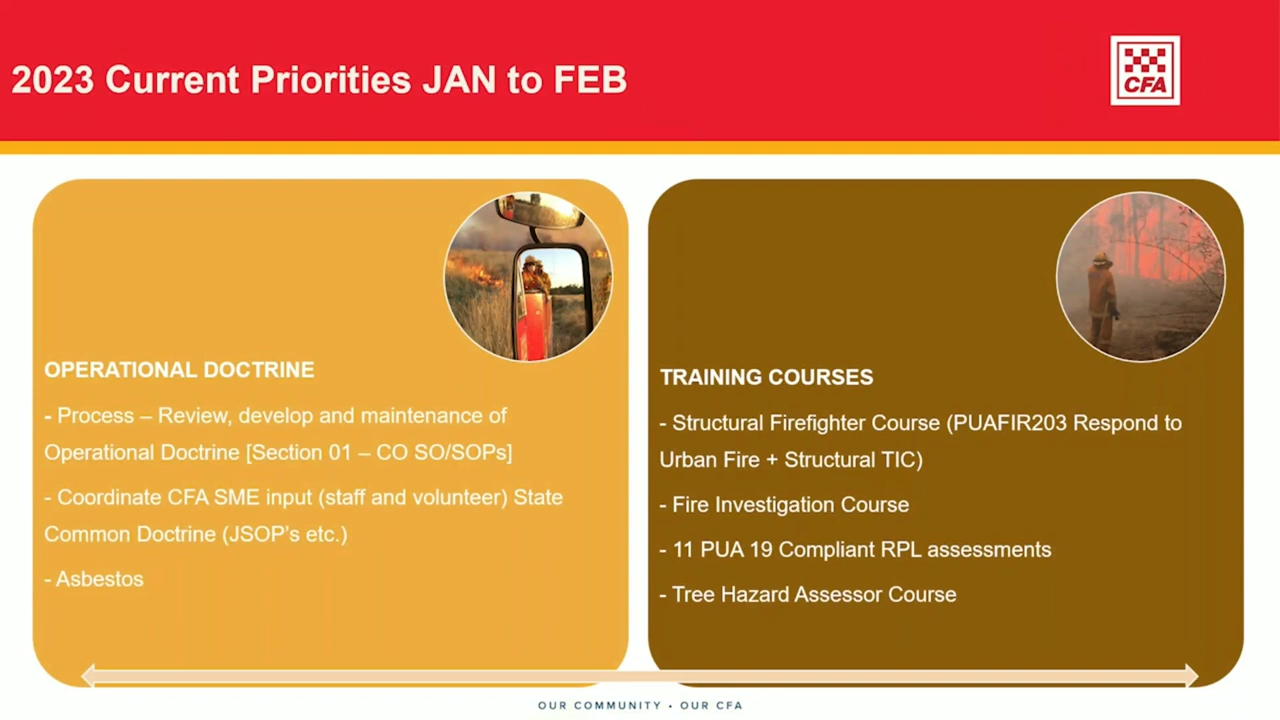 2023 Current Priorities JAN to FEB
CFA
OPERATIONAL DOCTRINE
- Process – Review, develop and maintenance of
Operational Doctrine [Section 01 – CO SO/SOPs]
- Coordinate CFA SME input (staff and volunteer) State
Common Doctrine (JSOP's etc.)
- Asbestos
TRAINING COURSES
- Structural Firefighter Course (PUAFIR203 Respond to
Urban Fire + Structural TIC)
- Fire Investigation Course
- 11 PUA 19 Compliant RPL assessments
- Tree Hazard Assessor Course
OUR COMMUNITY • OUR CFA